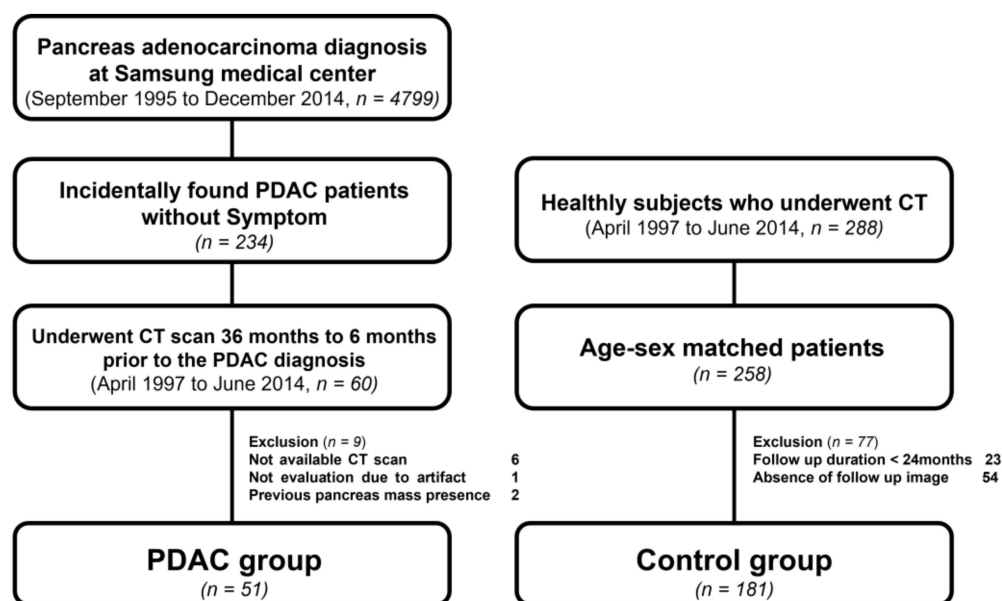 Pancreas adenocarcinoma diagnosis
at Samsung medical center
(September 1995 to December 2014, n = 4799)
Incidentally found PDAC patients
without Symptom
(n = 234)
Underwent CT scan 36 months to 6 months
prior to the PDAC diagnosis
(April 1997 to June 2014, n = 60)
Exclusion (n = 9)
Not available CT scan 6
Not evaluation due to artifact 1
Previous pancreas mass presence 2
PDAC group
(n = 51)
Healthly subjects who underwent CT
(April 1997 to June 2014, n = 288)
Age-sex matched patients
(n = 258)
Exclusion (n = 77)
Follow up duration < 24months 23
Absence of follow up image 54
Control group
(n = 181)